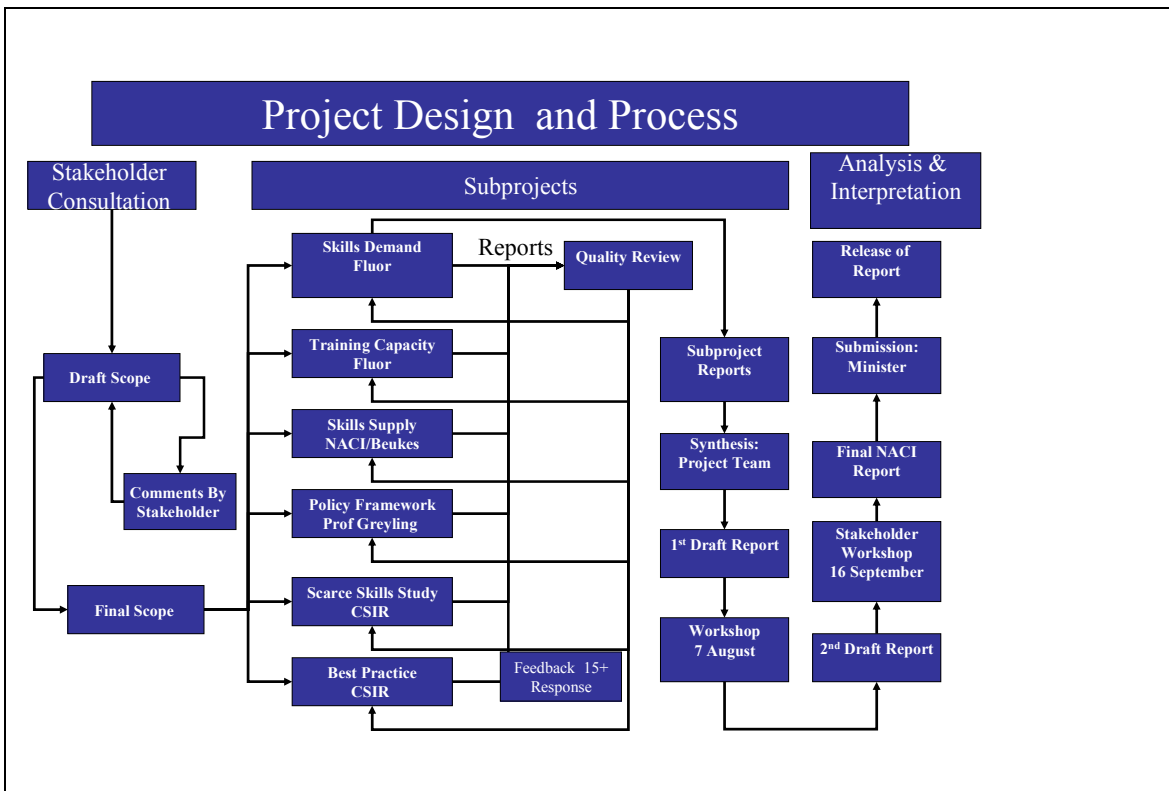 Project Design and Process
Stakeholder
Consultation
Subprojects
Analysis &
Interpretation
Draft Scope
Comments By
Stakeholder
Final Scope
Skills Demand
Fluor
Training Capacity
Fluor
Skills Supply
NACI/Beukes
Policy Framework
Prof Greyling
Scarce Skills Study
CSIR
Best Practice
CSIR
Reports
Quality Review
Feedback 15+
Response
Subproject
Reports
Synthesis:
Project Team
1st Draft Report
Workshop
7 August
Release of
Report
Submission:
Minister
Final NACI
Report
Stakeholder
Workshop
16 September
2nd Draft Report